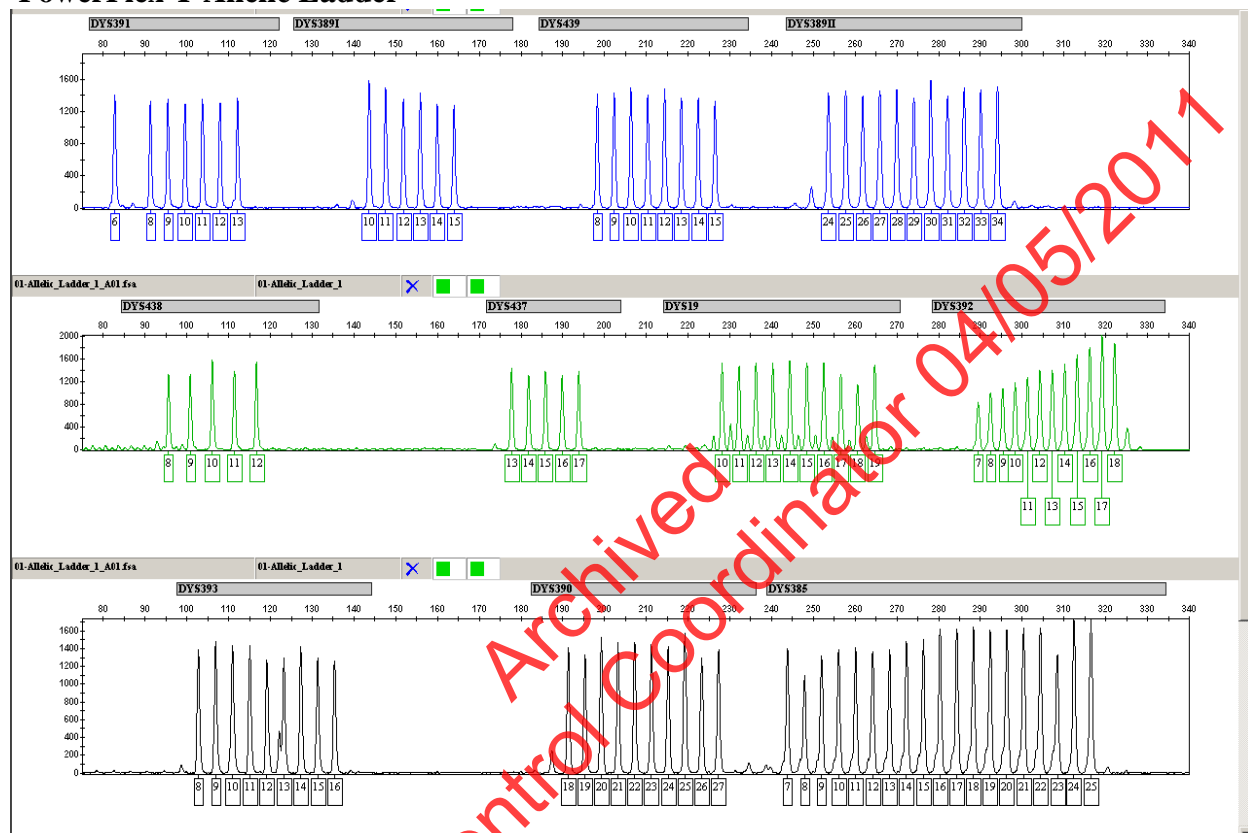 PowerPlex Y Allelic Ladder
DYS391 DYS389I DYS439 DYS389II
80 90 100 110 120 130 140 150 160 170 180 190 200 210 220 230 240 250 260 270 280 290 300 310 320 330 340
1600
1200
800
400
0
6 8 9 10 11 12 13 10 11 12 13 14 15 8 9 10 11 12 13 14 15 24 25 26 27 28 29 30 31 32 33 34
01-Allelic_Ladder_1_A01.fsa 01-Allelic_Ladder_1
DYS438 DYS437 DYS19 DYS392
80 90 100 110 120 130 140 150 160 170 180 190 200 210 220 230 240 250 260 270 280 290 300 310 320 330 340
2000
1600
1200
800
400
8 9 10 11 12 13 14 15 16 17 10 11 12 13 14 15 16 17 18 19 7 8 9 10 12 14 16 18
11 13 15 17
01-Allelic_Ladder_1_A01.fsa 01-Allelic_Ladder_1
DYS393 DYS390 DYS385
80 90 100 110 120 130 140 150 160 170 180 190 200 210 220 230 240 250 260 270 280 290 300 310 320 330 340
1600
1400
1200
1000
800
600
400
200
0
8 9 10 11 12 13 14 15 16 18 19 20 21 22 23 24 25 26 27 7 8 9 10 11 12 13 14 15 16 17 18 19 20 21 22 23 24 25
Archived
ntrol Coordinator 04/05/2011